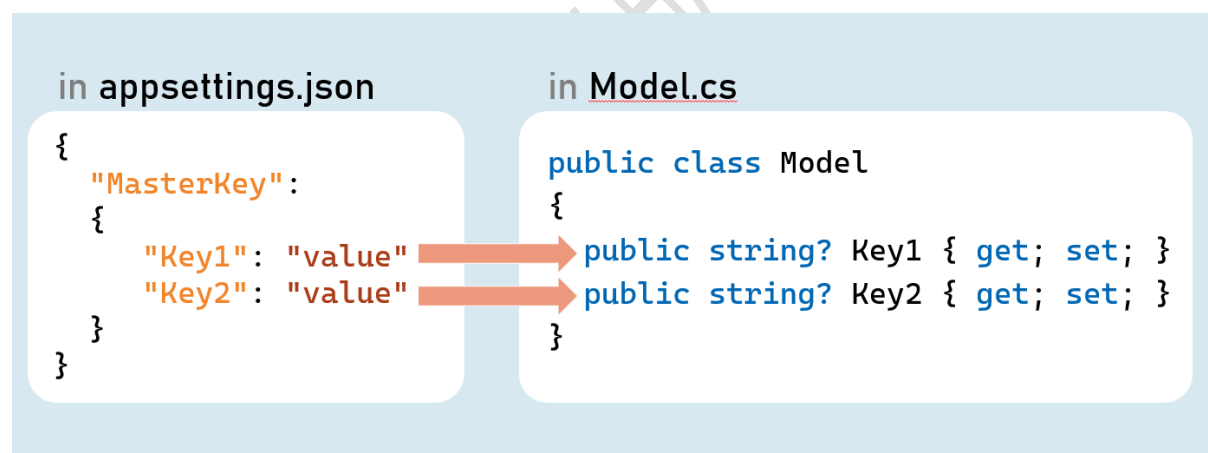 in appsettings.json
{
"MasterKey":
{
"Key1": "value"
"Key2": "value"
}
}
in Model.cs
public class Model
{
public string? Key1 { get; set; }
public string? Key2 { get; set; }
}